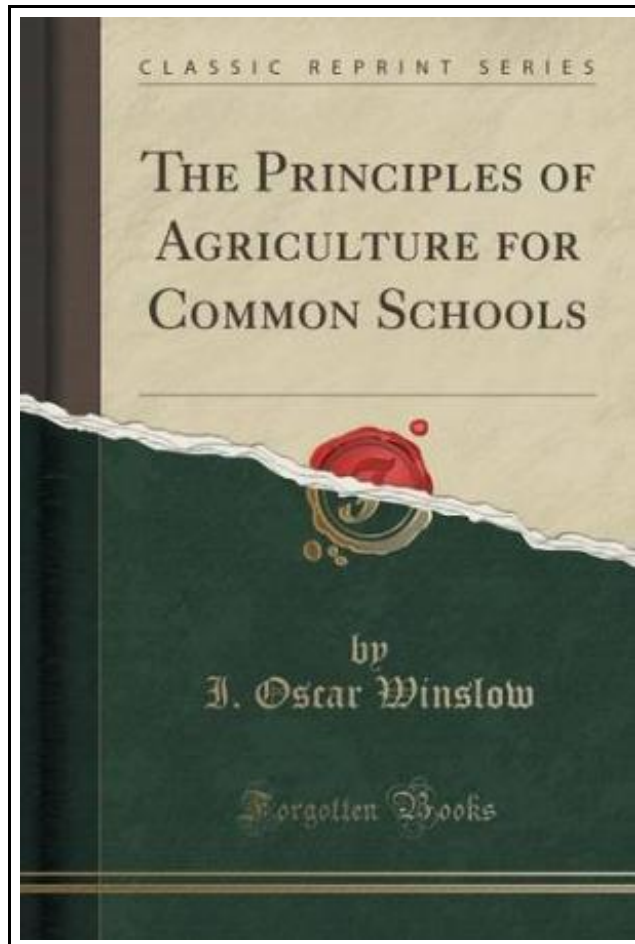 CLASSIC REPRINT SERIES
THE PRINCIPLES OF
AGRICULTURE FOR
COMMON SCHOOLS
by
I. Oscar Winslow
Forgotten Books